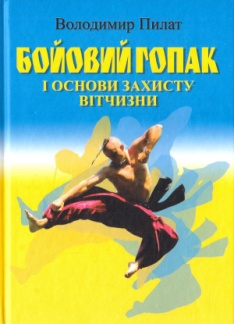 Володимир Пилат
БОЙОВИЙ ГОПАК
І ОСНОВИ ЗАХИСТУ
ВІТЧИЗНИ